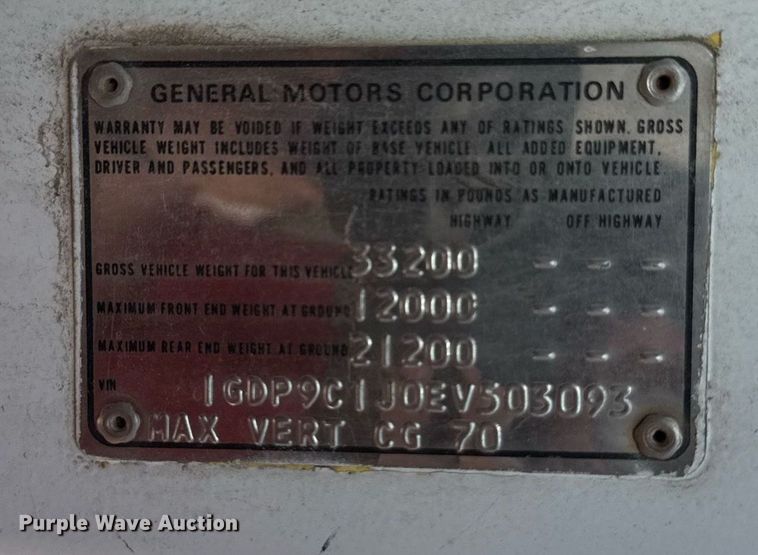 GENERAL MOTORS CORPORATION
WARRANTY MAY BE VOIDED IF WEIGHT EXCEEDS ANY OF RATINGS SHOWN. GROSS
VEHICLE WEIGHT INCLUDES WEIGHT OF BASE VEHICLE, ALL ADDED EQUIPMENT,
DRIVER AND PASSENGERS, AND ALL PROPERTY LOADED INTO OR ONTO VEHICLE
RATINGS IN POUNDS AS MANUFACTURED
HIGHWAY OFF HIGHWAY
GROSS VEHICLE WEIGHT FOR THIS VEHICLE 33200 - - -
MAXIMUM FRONT END WEIGHT AT GROUND 12000 - - -
MAXIMUM REAR END WEIGHT AT GROUND 21200 - - -
VIN 1GDP9C1J0EV503093
MAX VERT CG 70
Purple Wave Auction